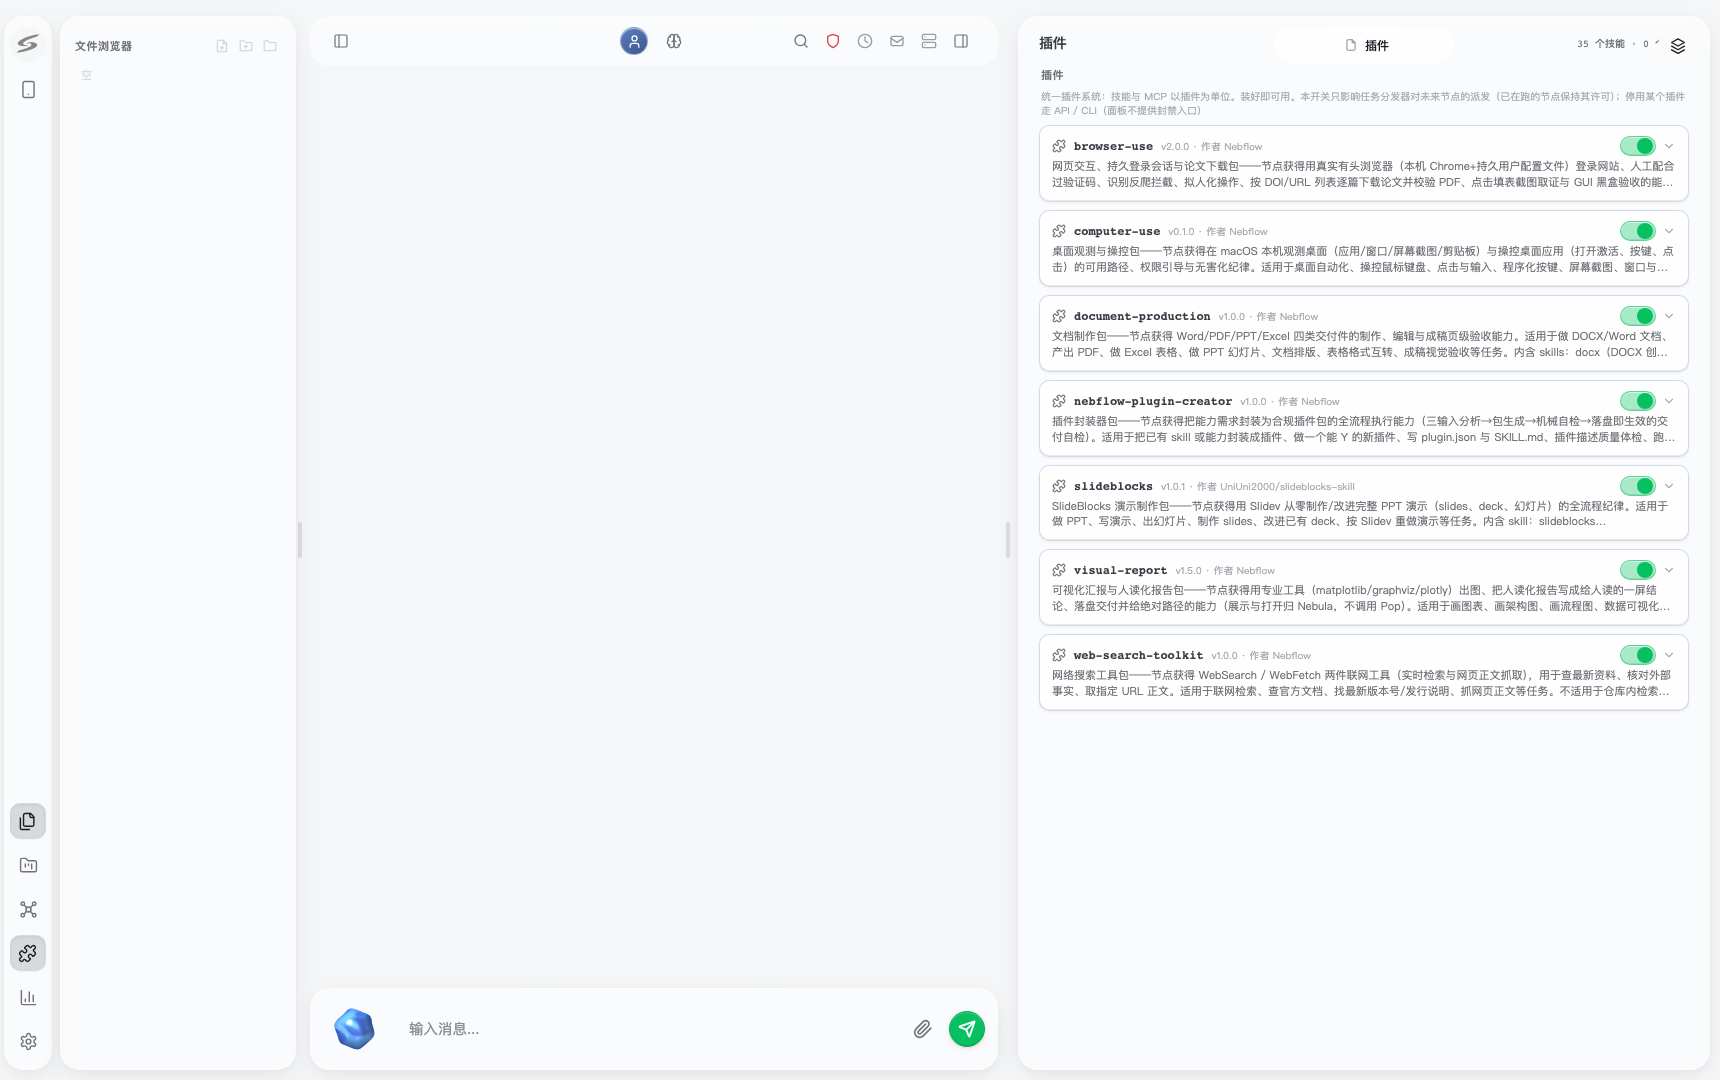 文件浏览器
空
输入消息...
插件
插件
35 个技能 · 0
插件
统一插件系统：技能与 MCP 以插件为单位。装好即可用。本开关只影响任务分发器对未来节点的派发（已在跑的节点保持其许可）；停用某个插件
走 API / CLI（面板不提供封禁入口）
browser-use v2.0.0 · 作者 Nebflow
网页交互、持久登录会话与论文下载包——节点获得用真实有头浏览器（本机 Chrome+持久用户配置文件）登录网站、人工配合
过验证码、识别反爬拦截、拟人化操作、按 DOI/URL 列表逐篇下载论文并校验 PDF、点击填表截图取证与 GUI 黑盒验收的能...
computer-use v0.1.0 · 作者 Nebflow
桌面观测与操控包——节点获得在 macOS 本机观测桌面（应用/窗口/屏幕截图/剪贴板）与操控桌面应用（打开激活、按键、点
击）的可用路径、权限引导与无害化纪律。适用于桌面自动化、操控鼠标键盘、点击与输入、程序化按键、屏幕截图、窗口与...
document-production v1.0.0 · 作者 Nebflow
文档制作包——节点获得 Word/PDF/PPT/Excel 四类交付件的制作、编辑与成稿页级验收能力。适用于做 DOCX/Word 文档、
产出 PDF、做 Excel 表格、做 PPT 幻灯片、文档排版、表格格式互转、成稿视觉验收等任务。内含 skills：docx（DOCX 创...
nebflow-plugin-creator v1.0.0 · 作者 Nebflow
插件封装器包——节点获得把能力需求封装为合规插件包的全流程执行能力（三输入分析→包生成→机械自检→落盘即生效的交
付自检）。适用于把已有 skill 或能力封装成插件、做一个能 Y 的新插件、写 plugin.json 与 SKILL.md、插件描述质量体检、跑...
slideblocks v1.0.1 · 作者 UniUni2000/slideblocks-skill
SlideBlocks 演示制作包——节点获得用 Slidev 从零制作/改进完整 PPT 演示（slides、deck、幻灯片）的全流程纪律。适用于
做 PPT、写演示、出幻灯片、制作 slides、改进已有 deck、按 Slidev 重做演示等任务。内含 skill：slideblocks...
visual-report v1.5.0 · 作者 Nebflow
可视化汇报与人读化报告包——节点获得用专业工具（matplotlib/graphviz/plotly）出图、把人读化报告写成给人读的一屏结
论、落盘交付并给绝对路径的能力（展示与打开归 Nebula，不调用 Pop）。适用于画图表、画架构图、画流程图、数据可视化...
web-search-toolkit v1.0.0 · 作者 Nebflow
网络搜索工具包——节点获得 WebSearch / WebFetch 两件联网工具（实时检索与网页正文抓取），用于查最新资料、核对外部
事实、取指定 URL 正文。适用于联网检索、查官方文档、找最新版本号/发行说明、抓网页正文等任务。不适用于仓库内检索...